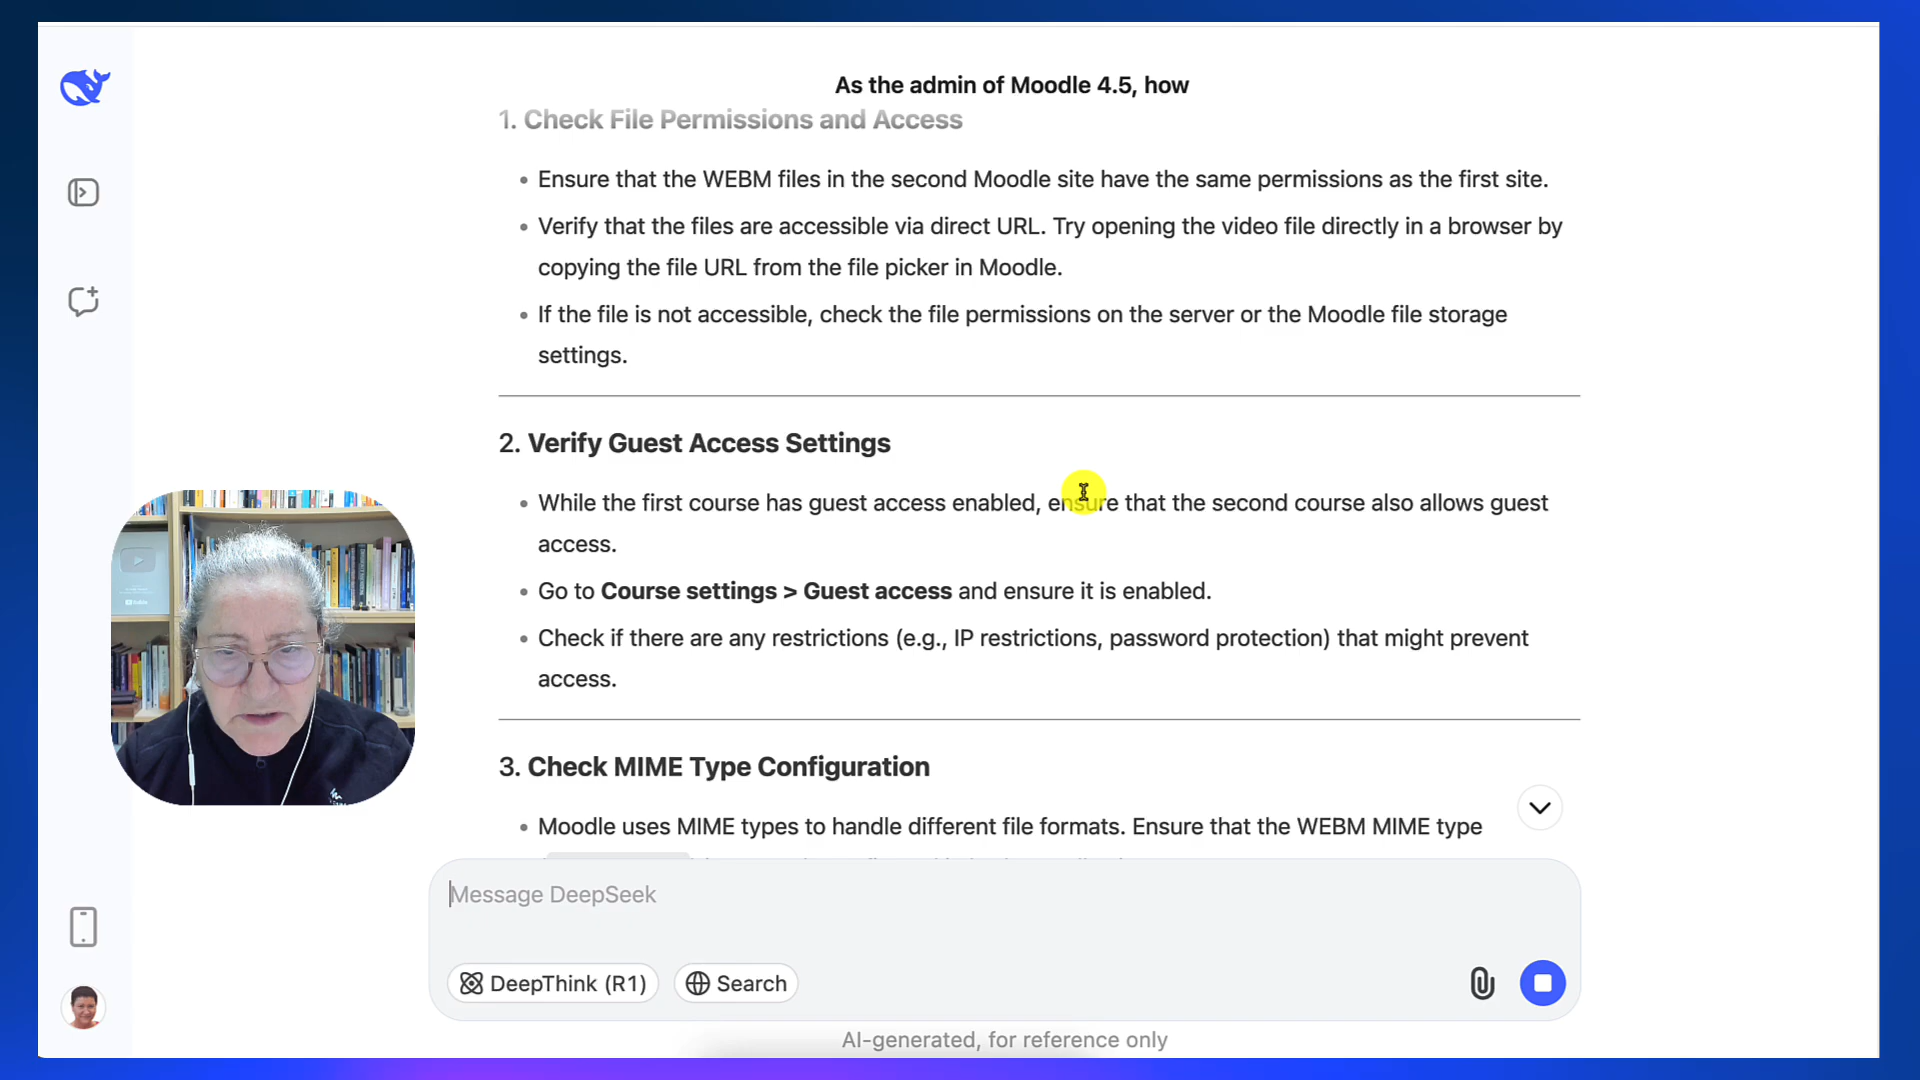 As the admin of Moodle 4.5, how
1. Check File Permissions and Access
• Ensure that the WEBM files in the second Moodle site have the same permissions as the first site.
• Verify that the files are accessible via direct URL. Try opening the video file directly in a browser by
copying the file URL from the file picker in Moodle.
• If the file is not accessible, check the file permissions on the server or the Moodle file storage
settings.
2. Verify Guest Access Settings
• While the first course has guest access enabled, ensure that the second course also allows guest
access.
• Go to Course settings > Guest access and ensure it is enabled.
• Check if there are any restrictions (e.g., IP restrictions, password protection) that might prevent
access.
3. Check MIME Type Configuration
• Moodle uses MIME types to handle different file formats. Ensure that the WEBM MIME type
Message DeepSeek
DeepThink (R1)
Search
AI-generated, for reference only